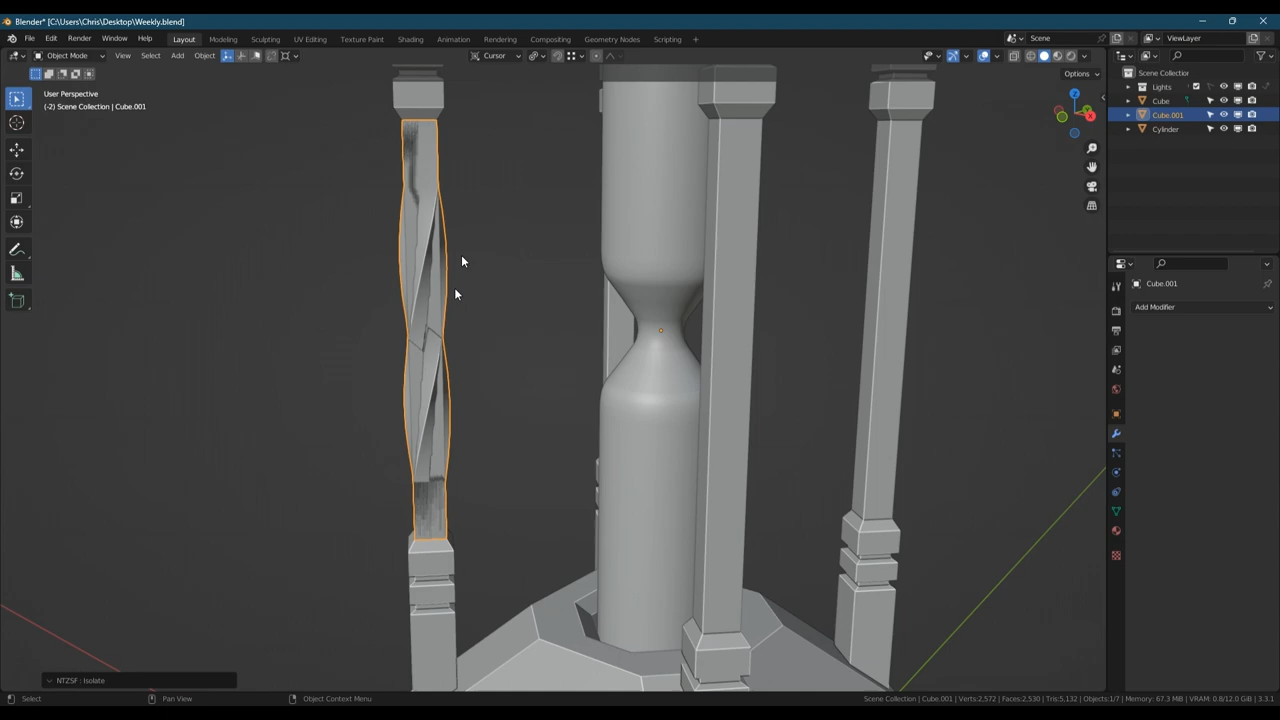 Blender* [C:\Users\Chris\Desktop\Weekly.blend]
File Edit Render Window Help Layout Modeling Sculpting UV Editing Texture Paint Shading Animation Rendering Compositing Geometry Nodes Scripting + Scene ViewLayer
Object Mode View Select Add Object Cursor
Options
User Perspective
(-2) Scene Collection | Cube.001
Scene Collection
Lights
Cube
Cube.001
Cylinder
Cube.001
Add Modifier
X
Y
Z
NTZSF : Isolate
Select Pan View Object Context Menu Scene Collection | Cube.001 | Verts:2,572 | Faces:2,530 | Tris:5,132 | Objects:1/7 | Memory: 67.3 MiB | VRAM: 0.8/12.0 GiB | 3.3.1